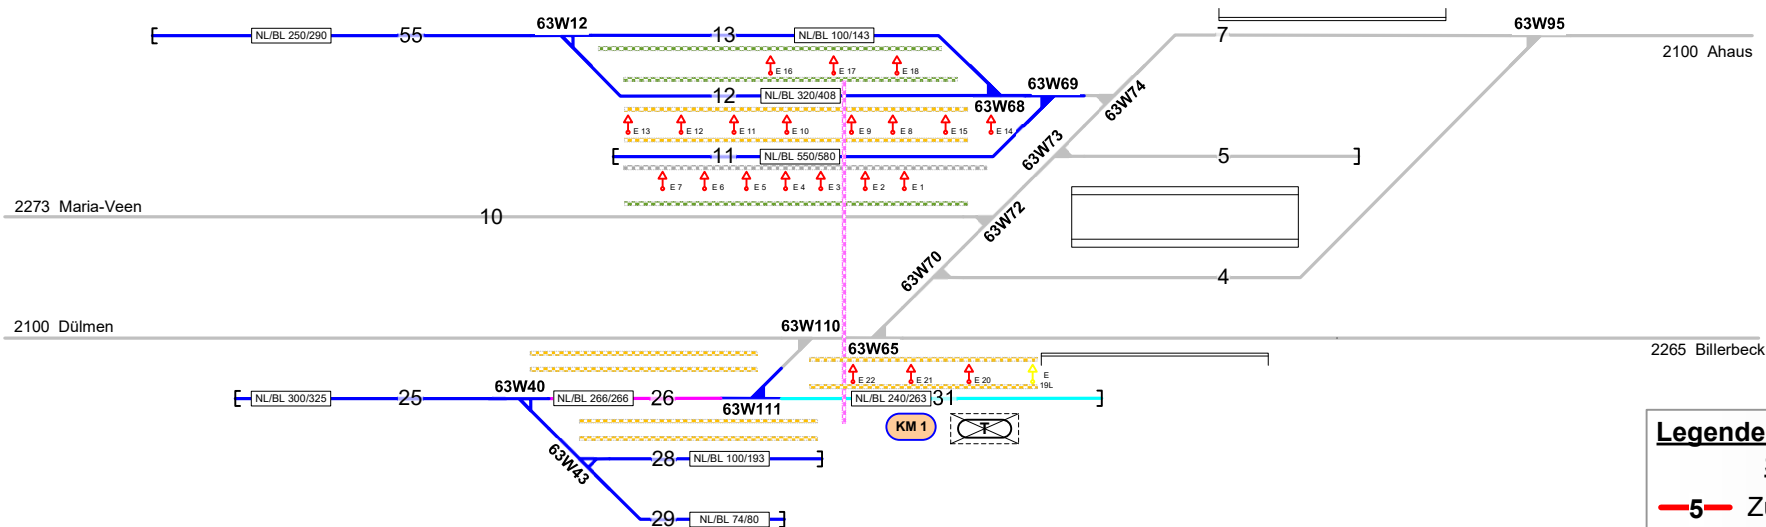 63W12
63W95
NL/BL 250/290
55
13
NL/BL 100/143
7
2100 Ahaus
E 16
E 17
E 18
63W69
12
NL/BL 320/408
63W68
63W74
E 13
E 12
E 11
E 10
E 9
E 8
E 15
E 14
63W73
11
NL/BL 550/580
5
E 7
E 6
E 5
E 4
E 3
E 2
E 1
2273 Maria-Veen
10
63W72
63W70
4
2100 Dülmen
63W110
63W65
2265 Billerbeck
E 22
E 21
E 20
E
19L
63W40
NL/BL 300/325
25
NL/BL 266/266
26
63W111
NL/BL 240/263
31
KM 1
T
Legende
63W43
28
NL/BL 100/193
5
29
NL/BL 74/80